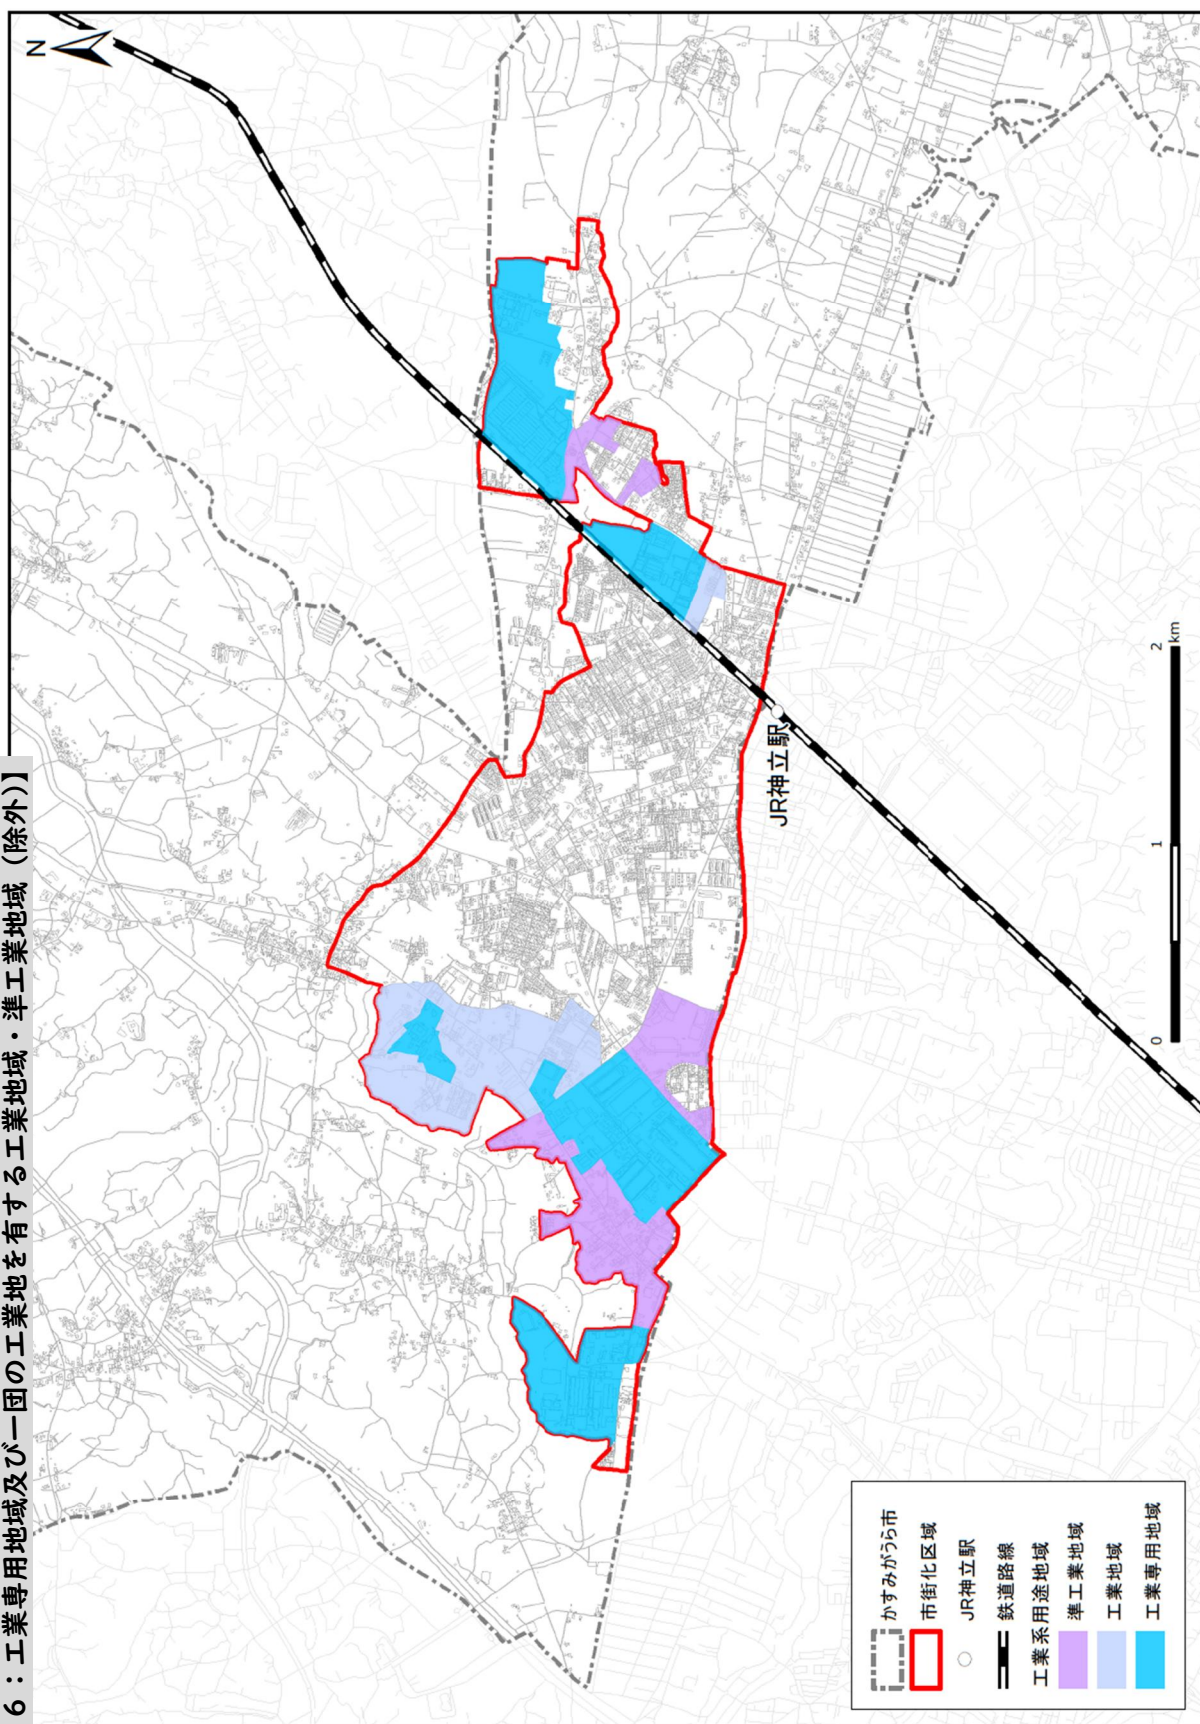 6：工業専用地域及び一団の工業地を有する工業地域・準工業地域（除外）】
N
JR神立駅
0 1 2
km
かすみがうら市
市街化区域
JR神立駅
鉄道路線
工業系用途地域
準工業地域
工業地域
工業専用地域